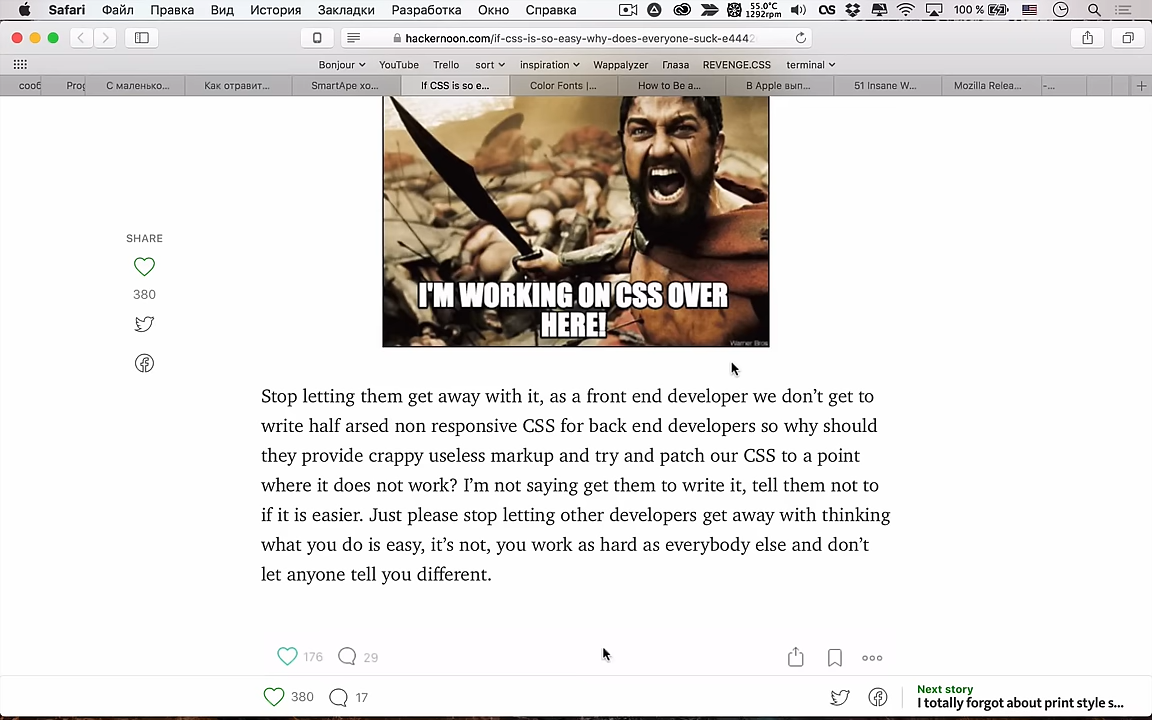 Safari Файл Правка Вид История Закладки Разработка Окно Справка 55.0°C 1292rpm 100 %
hackernoon.com/if-css-is-so-easy-why-does-everyone-suck-e4442
Bonjour YouTube Trello sort inspiration Wappalyzer Глаза REVENGE.CSS terminal
сооб Prog С маленько... Как отравит... SmartApe хо... If CSS is so e... Color Fonts |... How to Be a... В Apple вып... 51 Insane W... Mozilla Relea... -...
I'M WORKING ON CSS OVER
HERE!
Warner Bros
SHARE
380
Stop letting them get away with it, as a front end developer we don’t get to
write half arsed non responsive CSS for back end developers so why should
they provide crappy useless markup and try and patch our CSS to a point
where it does not work? I’m not saying get them to write it, tell them not to
if it is easier. Just please stop letting other developers get away with thinking
what you do is easy, it’s not, you work as hard as everybody else and don’t
let anyone tell you different.
176 29
380 17
Next story
I totally forgot about print style s...